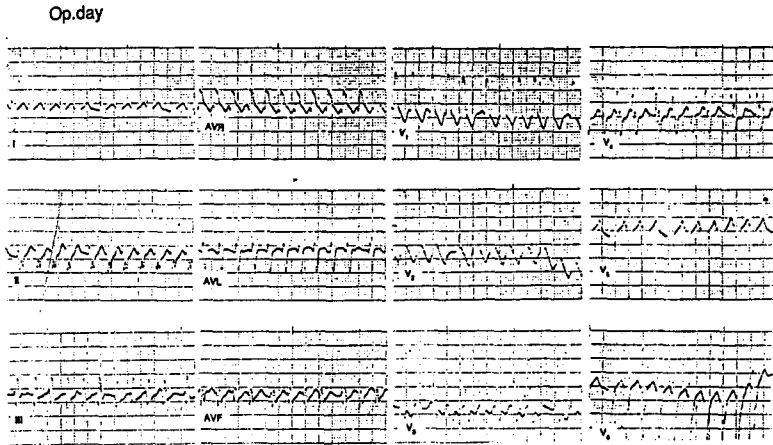 Op.day
I AVR V₁ V₄
II AVL V₂ V₅
III AVF V₃ V₆